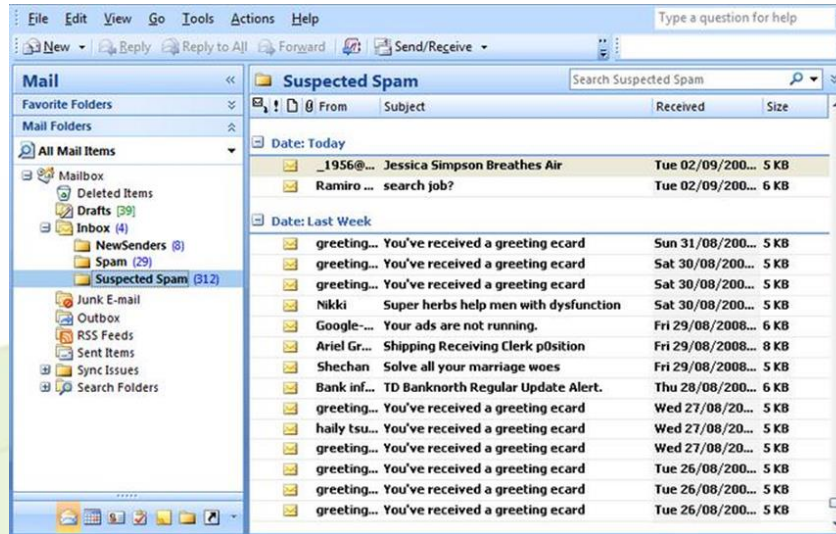 File Edit View Go Tools Actions Help Type a question for help
New Reply Reply to All Forward Send/Receive
Mail
Favorite Folders
Mail Folders
All Mail Items
Mailbox
Deleted Items
Drafts [39]
Inbox (4)
NewSenders (8)
Spam (29)
Suspected Spam (312)
Junk E-mail
Outbox
RSS Feeds
Sent Items
Sync Issues
Search Folders
Suspected Spam Search Suspected Spam
From Subject Received Size
Date: Today
_1956@... Jessica Simpson Breathes Air Tue 02/09/200... 5 KB
Ramiro ... search job? Tue 02/09/200... 6 KB
Date: Last Week
greeting... You've received a greeting ecard Sun 31/08/200... 5 KB
greeting... You've received a greeting ecard Sat 30/08/200... 5 KB
greeting... You've received a greeting ecard Sat 30/08/200... 5 KB
Nikki Super herbs help men with dysfunction Sat 30/08/200... 5 KB
Google-... Your ads are not running. Fri 29/08/2008... 6 KB
Ariel Gr... Shipping Receiving Clerk p0sition Fri 29/08/2008... 8 KB
Shechan Solve all your marriage woes Fri 29/08/2008... 5 KB
Bank inf... TD Banknorth Regular Update Alert. Thu 28/08/200... 6 KB
greeting... You've received a greeting ecard Wed 27/08/20... 5 KB
haily tsu... You've received a greeting ecard Wed 27/08/20... 5 KB
greeting... You've received a greeting ecard Wed 27/08/20... 5 KB
greeting... You've received a greeting ecard Tue 26/08/200... 5 KB
greeting... You've received a greeting ecard Tue 26/08/200... 5 KB
greeting... You've received a greeting ecard Tue 26/08/200... 5 KB